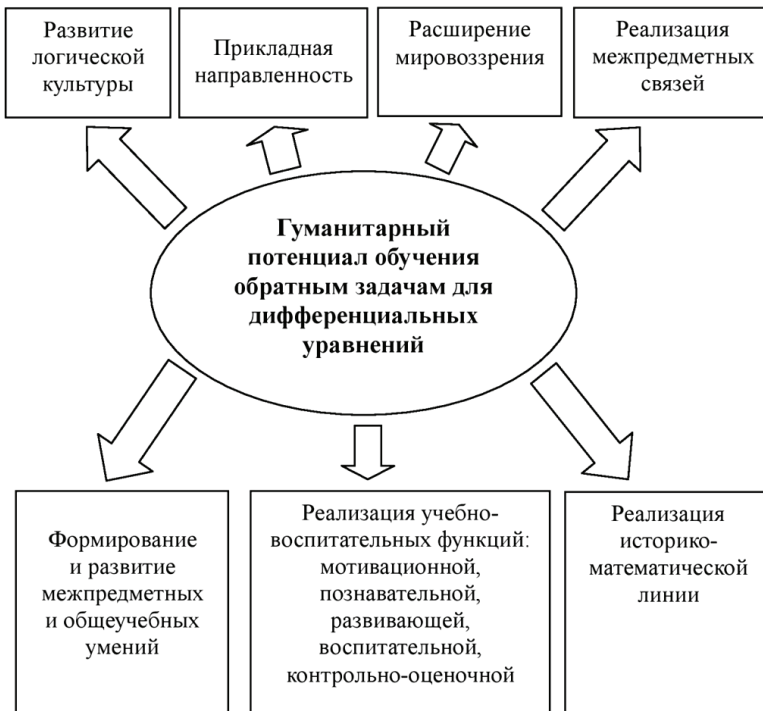 Развитие
логической
культуры
Прикладная
направленность
Расширение
мировоззрения
Реализация
межпредметных
связей
Гуманитарный
потенциал обучения
обратным задачам для
дифференциальных
уравнений
Формирование
и развитие
межпредметных
и общеучебных
умений
Реализация учебно-
воспитательных функций:
мотивационной,
познавательной,
развивающей,
воспитательной,
контрольно-оценочной
Реализация
историко-
математической
линии